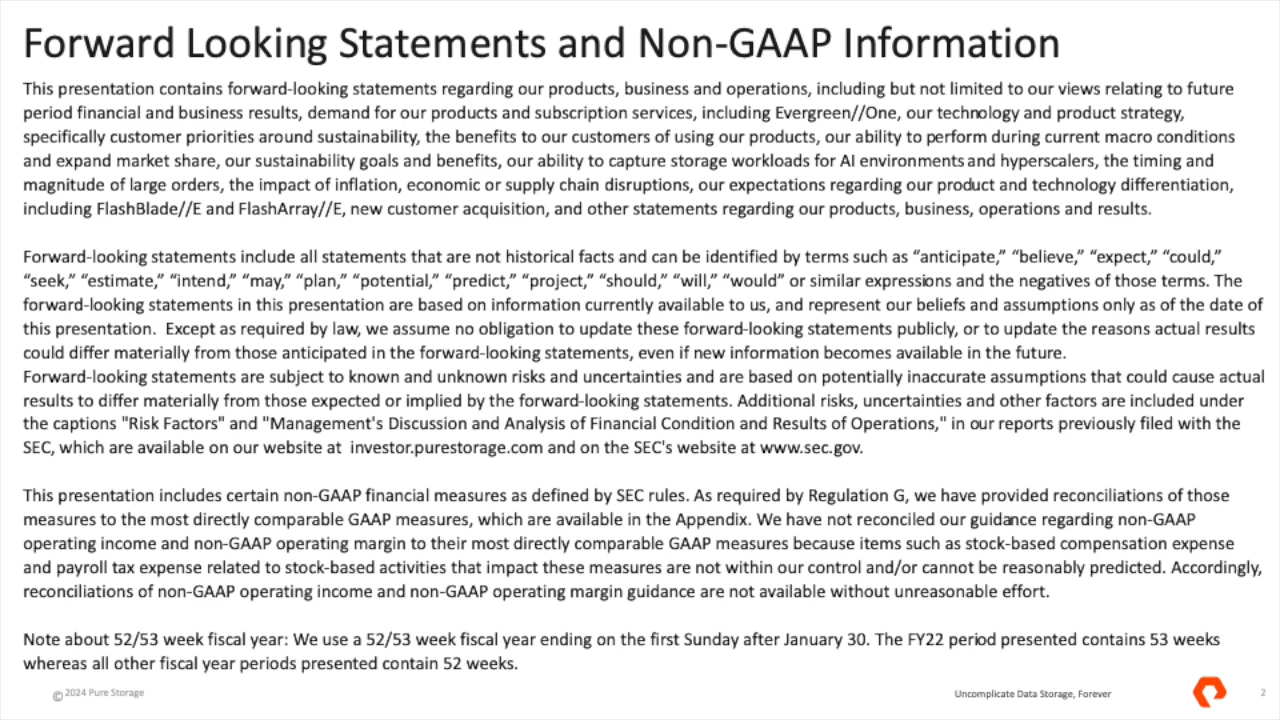 Forward Looking Statements and Non-GAAP Information
This presentation contains forward-looking statements regarding our products, business and operations, including but not limited to our views relating to future
period financial and business results, demand for our products and subscription services, including Evergreen//One, our technology and product strategy,
specifically customer priorities around sustainability, the benefits to our customers of using our products, our ability to perform during current macro conditions
and expand market share, our sustainability goals and benefits, our ability to capture storage workloads for AI environments and hyperscalers, the timing and
magnitude of large orders, the impact of inflation, economic or supply chain disruptions, our expectations regarding our product and technology differentiation,
including FlashBlade//E and FlashArray//E, new customer acquisition, and other statements regarding our products, business, operations and results.
Forward-looking statements include all statements that are not historical facts and can be identified by terms such as “anticipate,” “believe,” “expect,” “could,”
“seek,” “estimate,” “intend,” “may,” “plan,” “potential,” “predict,” “project,” “should,” “will,” “would” or similar expressions and the negatives of those terms. The
forward-looking statements in this presentation are based on information currently available to us, and represent our beliefs and assumptions only as of the date of
this presentation.  Except as required by law, we assume no obligation to update these forward-looking statements publicly, or to update the reasons actual results
could differ materially from those anticipated in the forward-looking statements, even if new information becomes available in the future.
Forward-looking statements are subject to known and unknown risks and uncertainties and are based on potentially inaccurate assumptions that could cause actual
results to differ materially from those expected or implied by the forward-looking statements. Additional risks, uncertainties and other factors are included under
the captions "Risk Factors" and "Management's Discussion and Analysis of Financial Condition and Results of Operations," in our reports previously filed with the
SEC, which are available on our website at  investor.purestorage.com and on the SEC's website at www.sec.gov.
This presentation includes certain non-GAAP financial measures as defined by SEC rules. As required by Regulation G, we have provided reconciliations of those
measures to the most directly comparable GAAP measures, which are available in the Appendix. We have not reconciled our guidance regarding non-GAAP
operating income and non-GAAP operating margin to their most directly comparable GAAP measures because items such as stock-based compensation expense
and payroll tax expense related to stock-based activities that impact these measures are not within our control and/or cannot be reasonably predicted. Accordingly,
reconciliations of non-GAAP operating income and non-GAAP operating margin guidance are not available without unreasonable effort.
Note about 52/53 week fiscal year: We use a 52/53 week fiscal year ending on the first Sunday after January 30. The FY22 period presented contains 53 weeks
whereas all other fiscal year periods presented contain 52 weeks.
© 2024 Pure Storage
Uncomplicate Data Storage, Forever
2